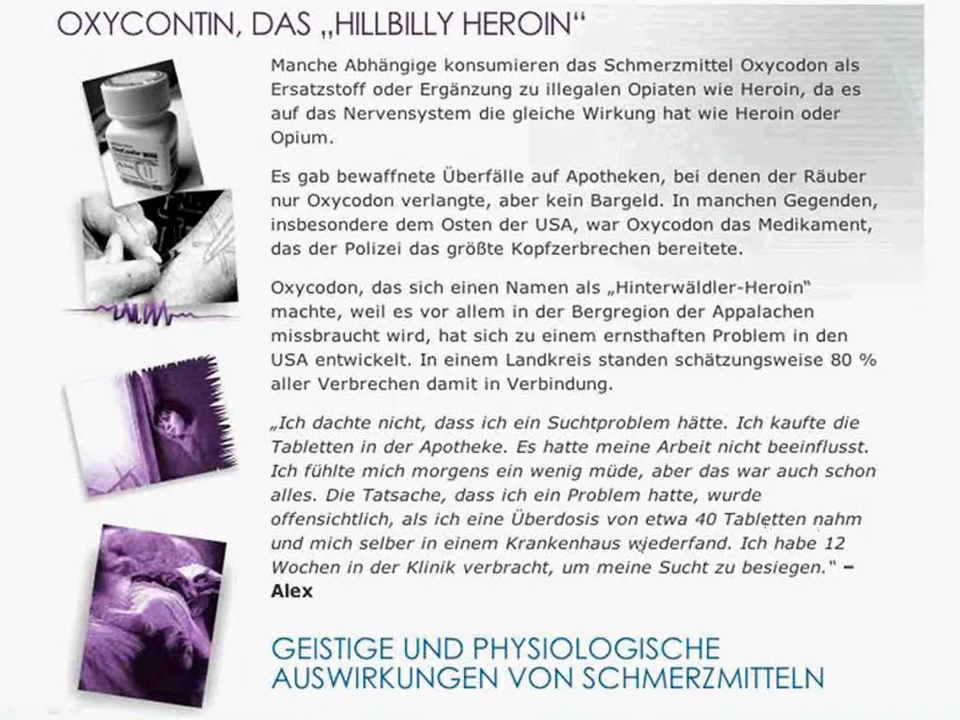 OXYCONTIN, DAS „HILLBILLY HEROIN“
Manche Abhängige konsumieren das Schmerzmittel Oxycodon als
Ersatzstoff oder Ergänzung zu illegalen Opiaten wie Heroin, da es
auf das Nervensystem die gleiche Wirkung hat wie Heroin oder
Opium.
Es gab bewaffnete Überfälle auf Apotheken, bei denen der Räuber
nur Oxycodon verlangte, aber kein Bargeld. In manchen Gegenden,
insbesondere dem Osten der USA, war Oxycodon das Medikament,
das der Polizei das größte Kopfzerbrechen bereitete.
Oxycodon, das sich einen Namen als „Hinterwäldler-Heroin“
machte, weil es vor allem in der Bergregion der Appalachen
missbraucht wird, hat sich zu einem ernsthaften Problem in den
USA entwickelt. In einem Landkreis standen schätzungsweise 80 %
aller Verbrechen damit in Verbindung.
„Ich dachte nicht, dass ich ein Suchtproblem hätte. Ich kaufte die
Tabletten in der Apotheke. Es hatte meine Arbeit nicht beeinflusst.
Ich fühlte mich morgens ein wenig müde, aber das war auch schon
alles. Die Tatsache, dass ich ein Problem hatte, wurde
offensichtlich, als ich eine Überdosis von etwa 40 Tabletten nahm
und mich selber in einem Krankenhaus wiederfand. Ich habe 12
Wochen in der Klinik verbracht, um meine Sucht zu besiegen.“ –
Alex
GEISTIGE UND PHYSIOLOGISCHE
AUSWIRKUNGEN VON SCHMERZMITTELN